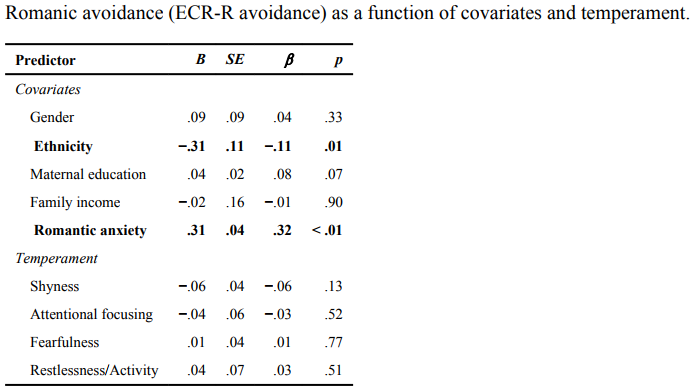 Romanic avoidance (ECR-R avoidance) as a function of covariates and temperament.
Predictor B SE β p
Covariates
Gender .09 .09 .04 .33
Ethnicity −.31 .11 −.11 .01
Maternal education .04 .02 .08 .07
Family income −.02 .16 −.01 .90
Romantic anxiety .31 .04 .32 < .01
Temperament
Shyness −.06 .04 −.06 .13
Attentional focusing −.04 .06 −.03 .52
Fearfulness .01 .04 .01 .77
Restlessness/Activity .04 .07 .03 .51